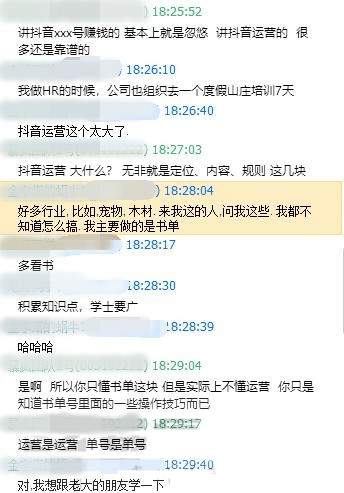 18:25:52
讲抖音xxx号赚钱的 基本上就是忽悠  讲抖音运营的  很
多还是靠谱的
) 18:26:10
我做HR的时候，公司也组织去一个度假山庄培训7天
18:26:40
抖音运营这个太大了.
18:27:03
抖音运营 大什么？ 无非就是定位、内容、规则 这几块
18:28:04
好多行业, 比如,宠物, 木材. 来我这的人,问我这些. 我都不
知道怎么搞. 我主要做的是书单
18:28:17
多看书
18:28:30
积累知识点，学士要广
18:28:39
哈哈哈
18:29:04
是啊  所以你只懂书单这块 但是实际上不懂运营   你只是
知道书单号里面的一些操作技巧而已
2) 18:29:17
运营是运营  单号是单号
18:29:40
对,我想跟老大的朋友学一下